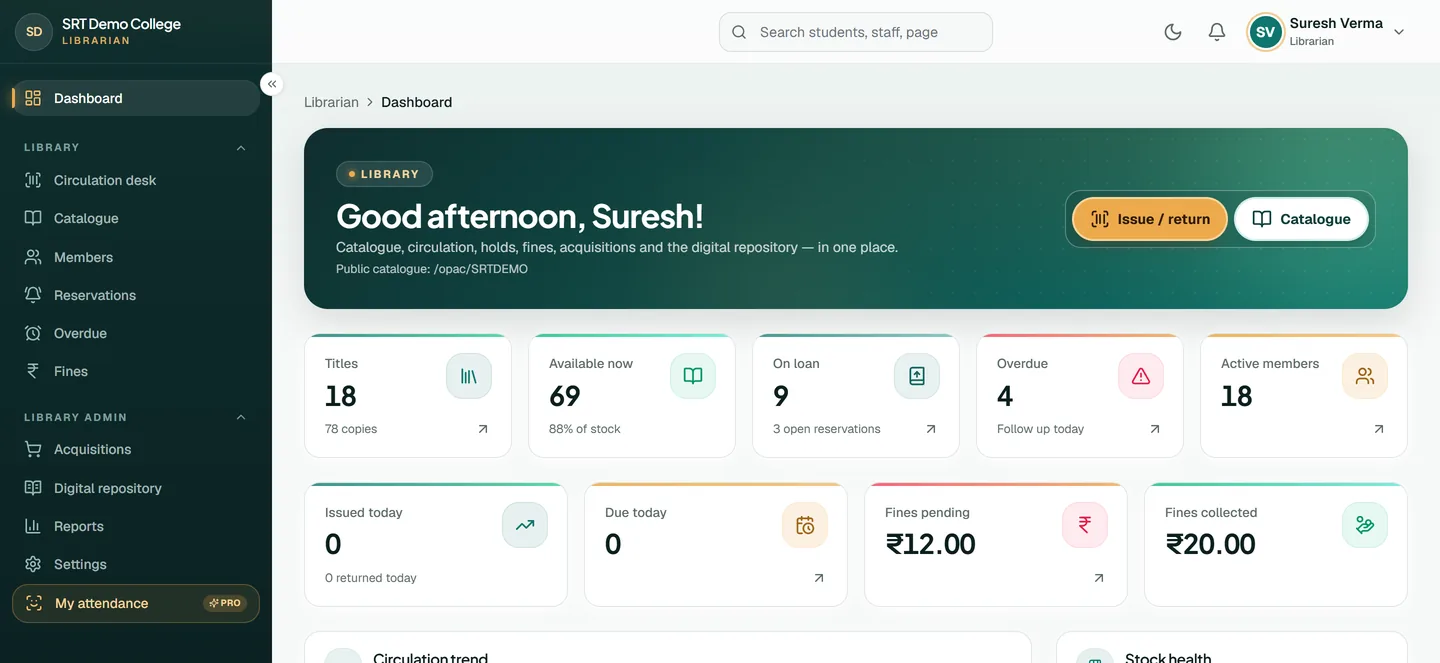 SD
SRT Demo College
LIBRARIAN
Search students, staff, page
SV
Suresh Verma
Librarian
Dashboard
LIBRARY
Circulation desk
Catalogue
Members
Reservations
Overdue
Fines
LIBRARY ADMIN
Acquisitions
Digital repository
Reports
Settings
My attendance
PRO
Librarian > Dashboard
LIBRARY
Good afternoon, Suresh!
Catalogue, circulation, holds, fines, acquisitions and the digital repository — in one place.
Public catalogue: /opac/SRTDEMO
Issue / return
Catalogue
Titles
18
78 copies
Available now
69
88% of stock
On loan
9
3 open reservations
Overdue
4
Follow up today
Active members
18
Issued today
0
0 returned today
Due today
0
Fines pending
₹12.00
Fines collected
₹20.00
Circulation trend
Stock health